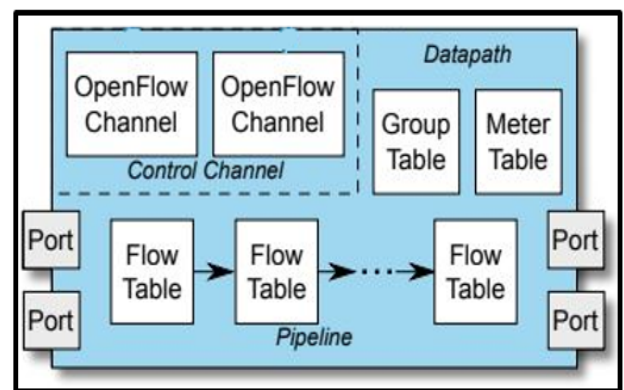 Datapath
OpenFlow
Channel
OpenFlow
Channel
Control Channel
Group
Table
Meter
Table
Port
Port
Flow
Table
Flow
Table
Flow
Table
Pipeline
Port
Port